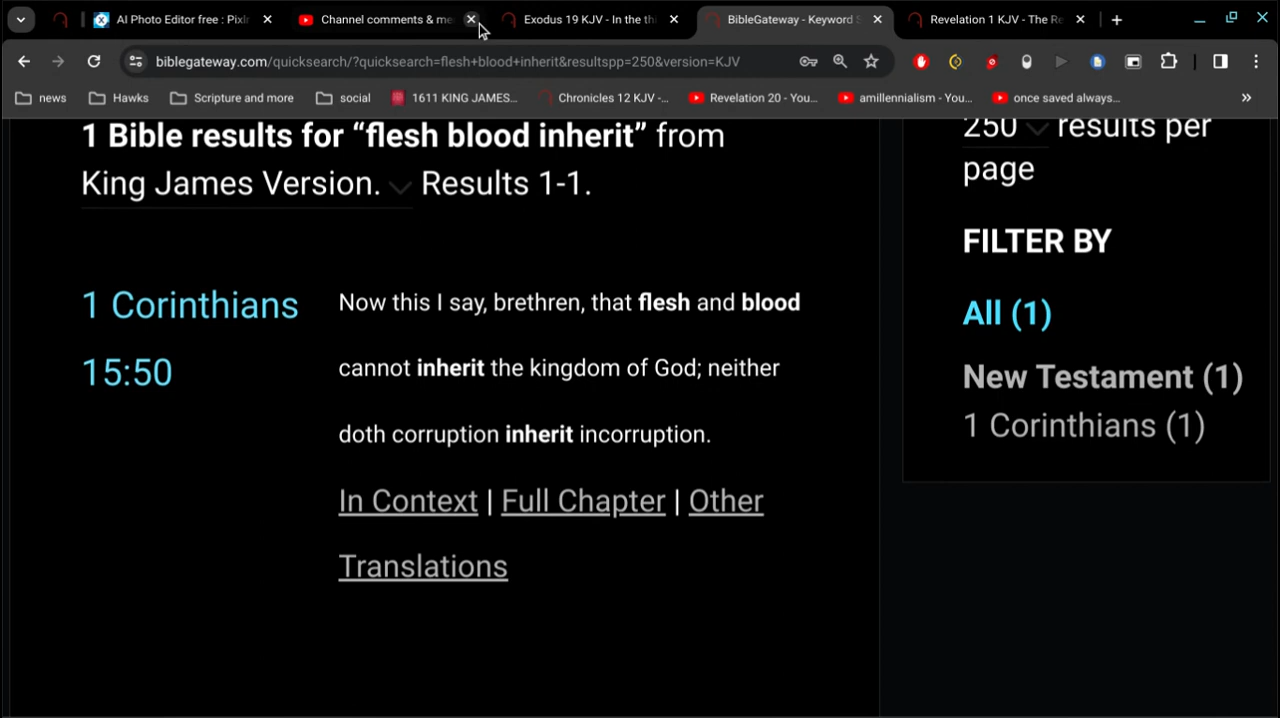 AI Photo Editor free : Pixlr
Channel comments & me
Exodus 19 KJV - In the thi
BibleGateway - Keyword S
Revelation 1 KJV - The Re
biblegateway.com/quicksearch/?quicksearch=flesh+blood+inherit&resultspp=250&version=KJV
news
Hawks
Scripture and more
social
1611 KING JAMES...
Chronicles 12 KJV -...
Revelation 20 - You...
amillennialism - You...
once saved always...
1 Bible results for “flesh blood inherit” from
King James Version. Results 1-1.
1 Corinthians
15:50
Now this I say, brethren, that flesh and blood
cannot inherit the kingdom of God; neither
doth corruption inherit incorruption.
In Context | Full Chapter | Other
Translations
250 results per
page
FILTER BY
All (1)
New Testament (1)
1 Corinthians (1)